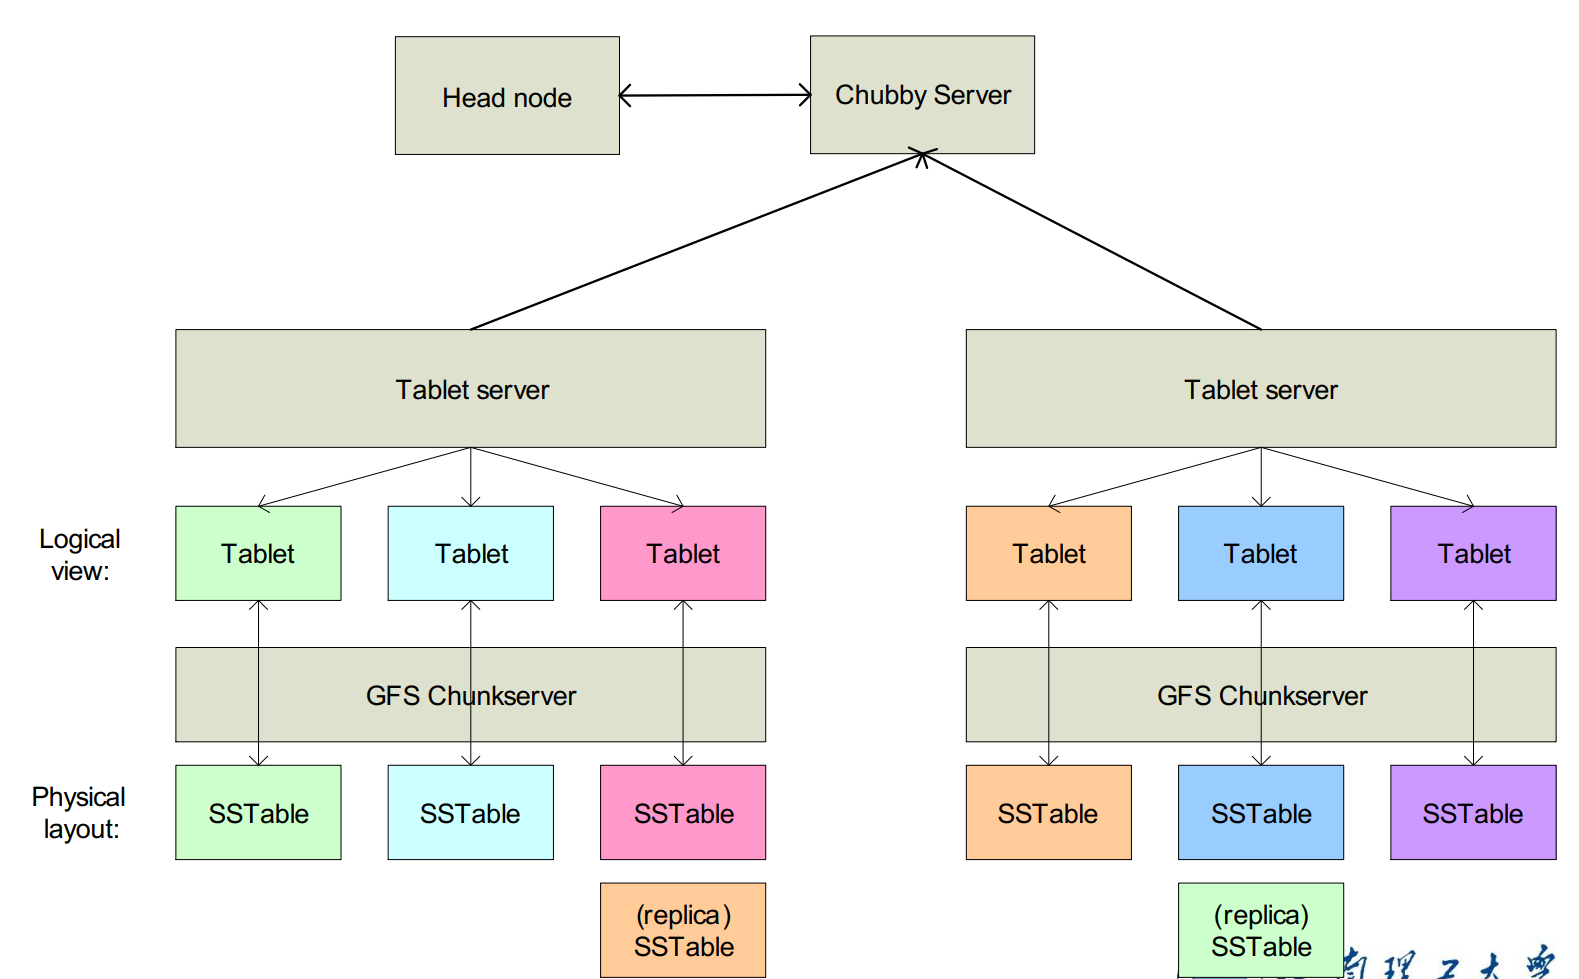 Head node
Chubby Server
Tablet server
Tablet server
Logical
view:
Tablet
Tablet
Tablet
Tablet
Tablet
Tablet
GFS Chunkserver
GFS Chunkserver
Physical
layout:
SSTable
SSTable
SSTable
SSTable
SSTable
SSTable
(replica)
SSTable
(replica)
SSTable
南理工大学